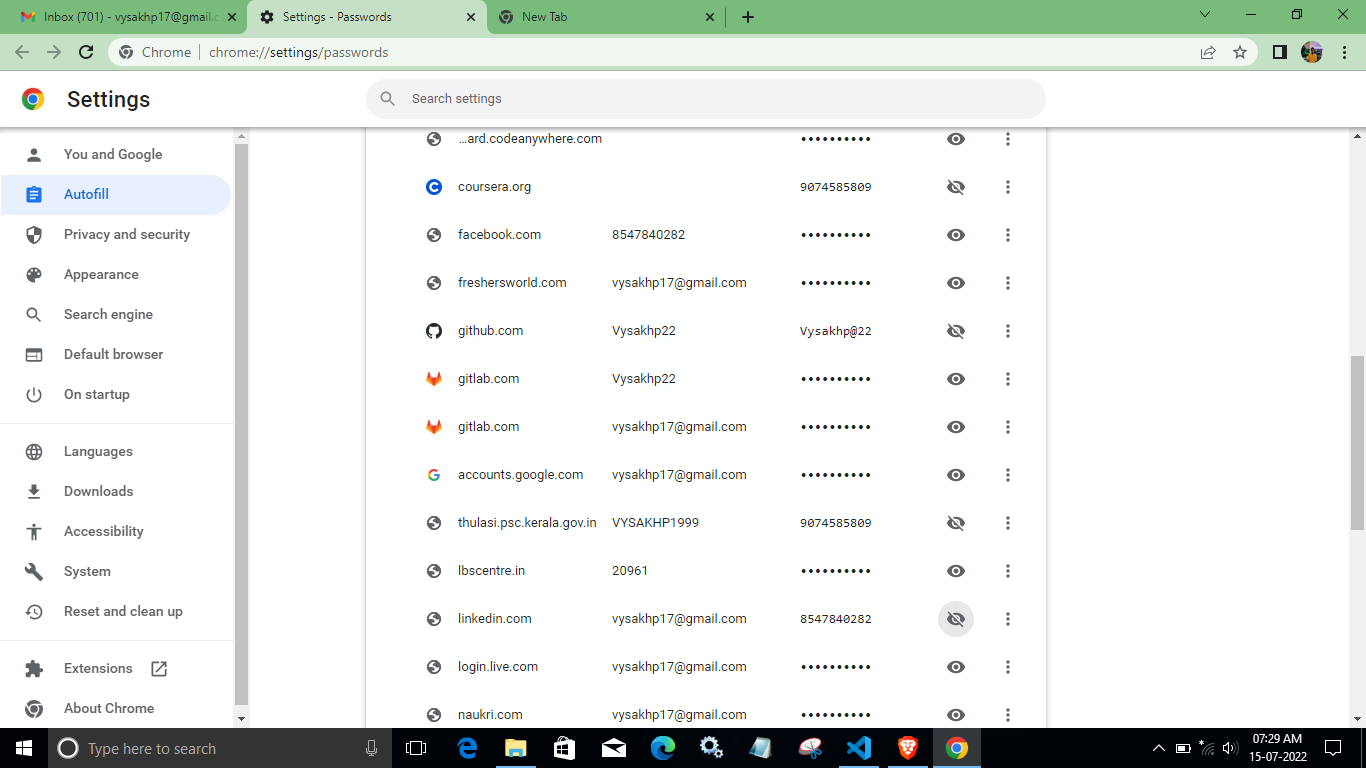 Inbox (701) - vysakhp17@gmail.c
Settings - Passwords
New Tab
Chrome
chrome://settings/passwords
Settings
Search settings
You and Google
Autofill
Privacy and security
Appearance
Search engine
Default browser
On startup
Languages
Downloads
Accessibility
System
Reset and clean up
Extensions
About Chrome
…ard.codeanywhere.com ••••••••••
coursera.org 9074585809
facebook.com 8547840282 ••••••••••
freshersworld.com vysakhp17@gmail.com ••••••••••
github.com Vysakhp22 Vysakhp@22
gitlab.com Vysakhp22 ••••••••••
gitlab.com vysakhp17@gmail.com ••••••••••
accounts.google.com vysakhp17@gmail.com ••••••••••
thulasi.psc.kerala.gov.in VYSAKHP1999 9074585809
lbscentre.in 20961 ••••••••••
linkedin.com vysakhp17@gmail.com 8547840282
login.live.com vysakhp17@gmail.com ••••••••••
naukri.com vysakhp17@gmail.com ••••••••••
Type here to search
07:29 AM
15-07-2022